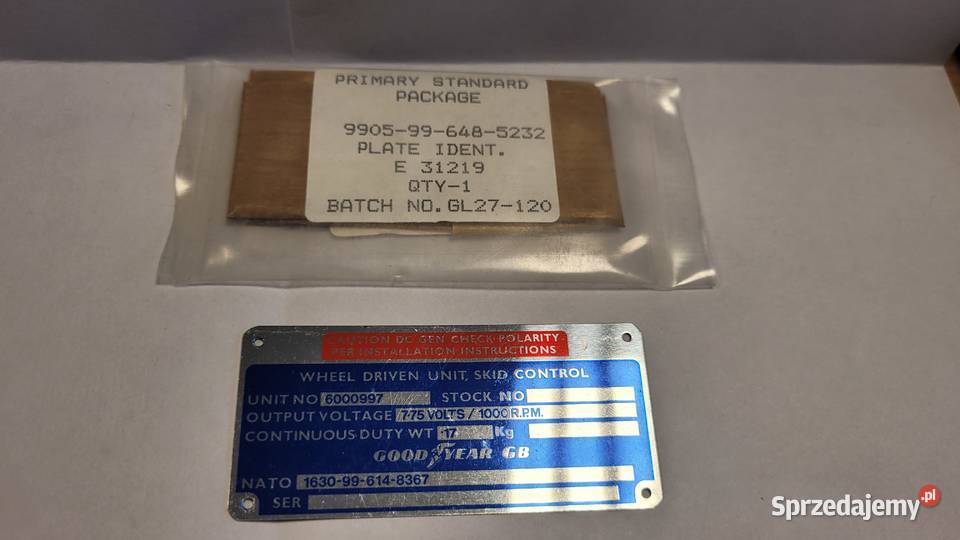 PRIMARY STANDARD
PACKAGE
9905-99-648-5232
PLATE IDENT.
E 31219
QTY-1
BATCH NO.GL27-120
CAUTION DC GEN CHECK POLARITY
PER INSTALLATION INSTRUCTIONS
WHEEL DRIVEN UNIT, SKID CONTROL
UNIT NO 6000997 STOCK NO
OUTPUT VOLTAGE 7·75 VOLTS / 1000 R.P.M.
CONTINUOUS DUTY WT ·17 Kg
GOODYEAR GB
NATO 1630-99-614-8367
SER
Sprzedajemy.pl